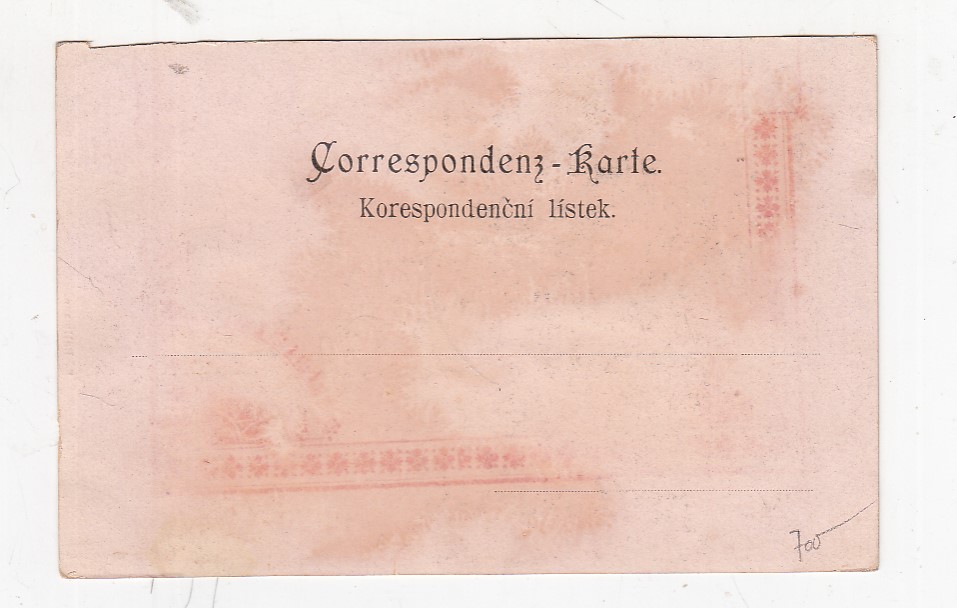 Correspondenz-Karte.
Korespondenční lístek.
700